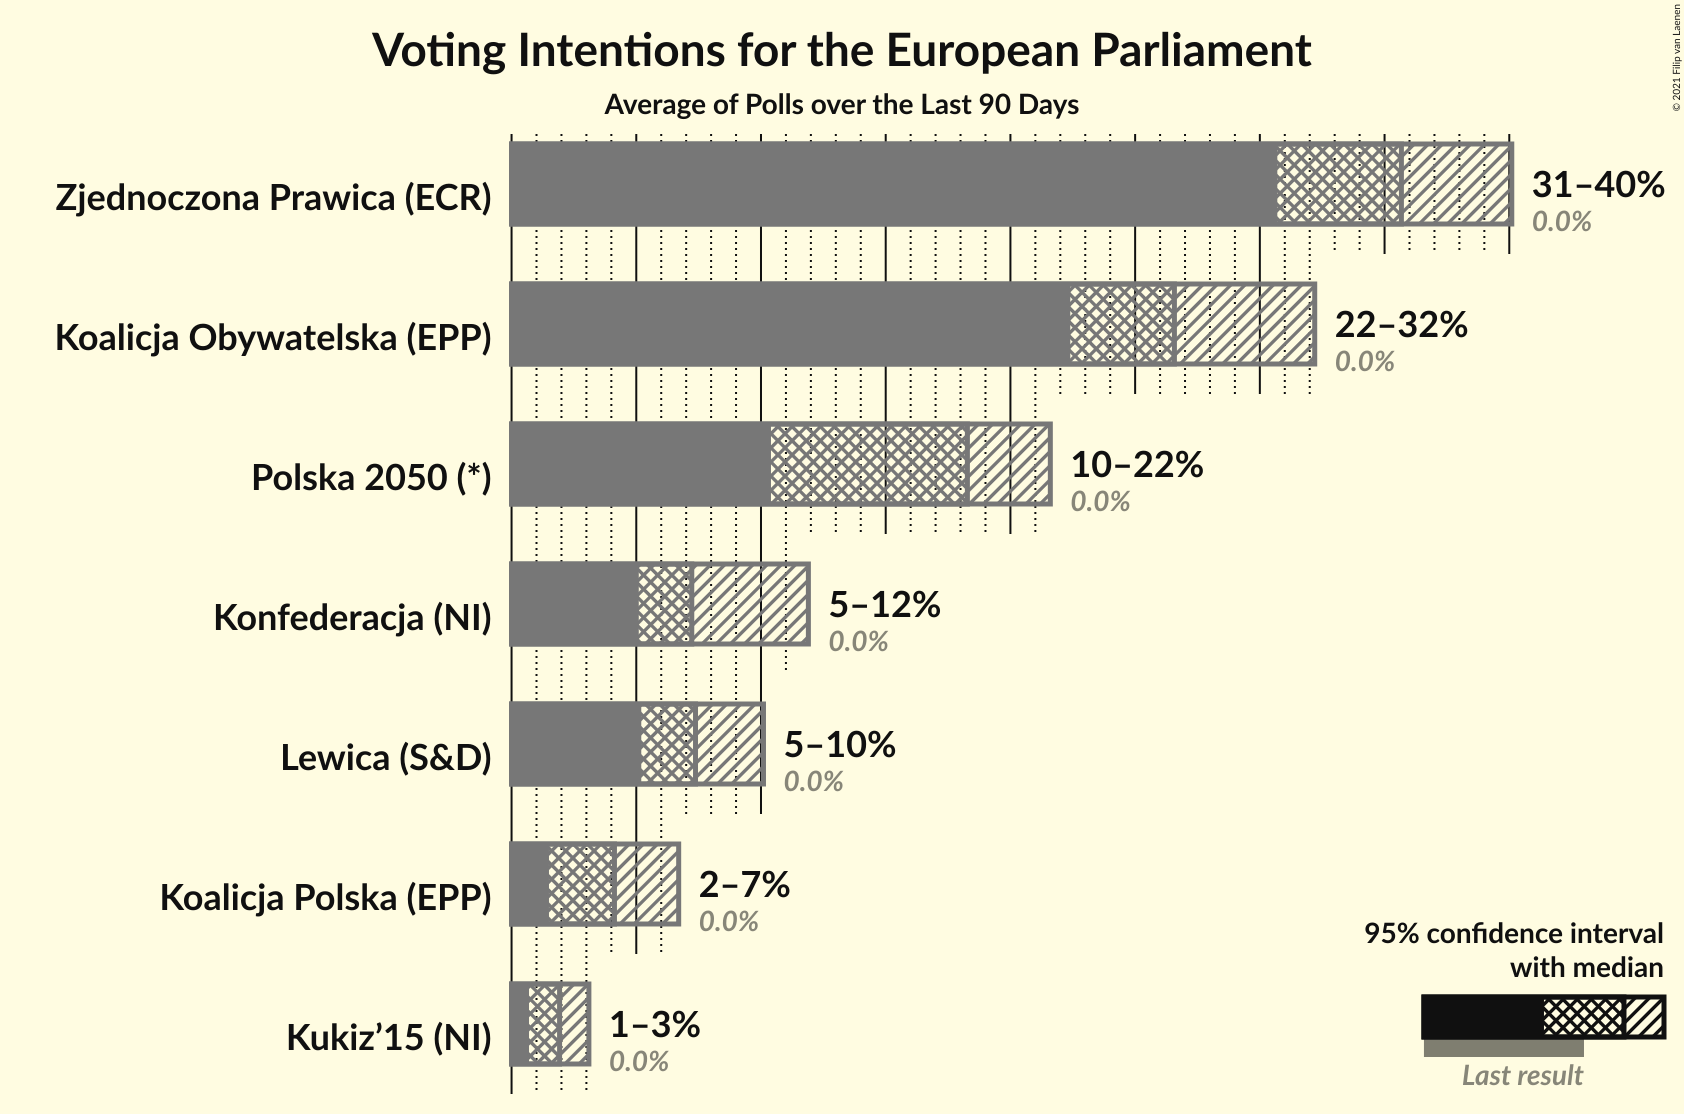 Voting Intentions for the European Parliament
Average of Polls over the Last 90 Days
© 2021 Filip van Laenen
Zjednoczona Prawica (ECR)
31–40%
0.0%
Koalicja Obywatelska (EPP)
22–32%
0.0%
Polska 2050 (*)
10–22%
0.0%
Konfederacja (NI)
5–12%
0.0%
Lewica (S&D)
5–10%
0.0%
Koalicja Polska (EPP)
2–7%
0.0%
Kukiz’15 (NI)
1–3%
0.0%
95% confidence interval
with median
Last result